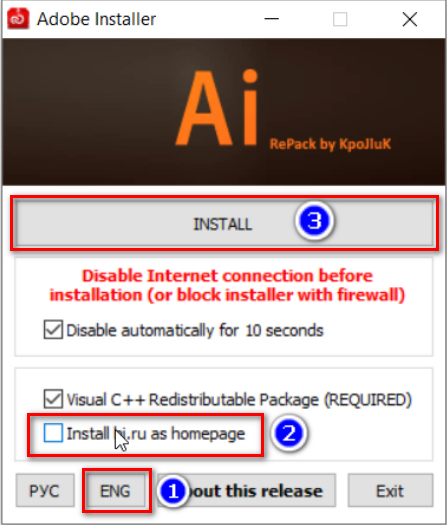 Adobe Installer
Ai
RePack by KpoJIuK
INSTALL
3
Disable Internet connection before
installation (or block installer with firewall)
Disable automatically for 10 seconds
Visual C++ Redistributable Package (REQUIRED)
Install hi.ru as homepage
2
РУС
ENG
1
out this release
Exit